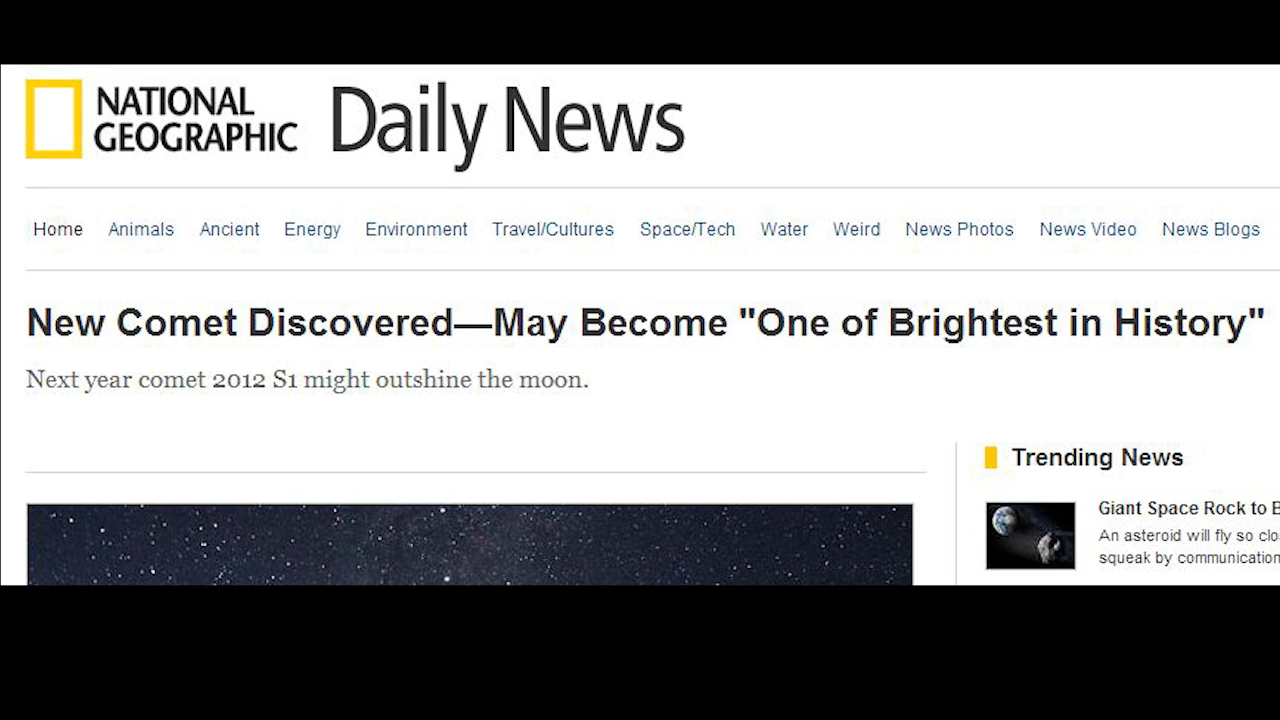 NATIONAL
GEOGRAPHIC
Daily News
Home Animals Ancient Energy Environment Travel/Cultures Space/Tech Water Weird News Photos News Video News Blogs
New Comet Discovered—May Become "One of Brightest in History"
Next year comet 2012 S1 might outshine the moon.
Trending News
Giant Space Rock to
An asteroid will fly so
squeak by communication